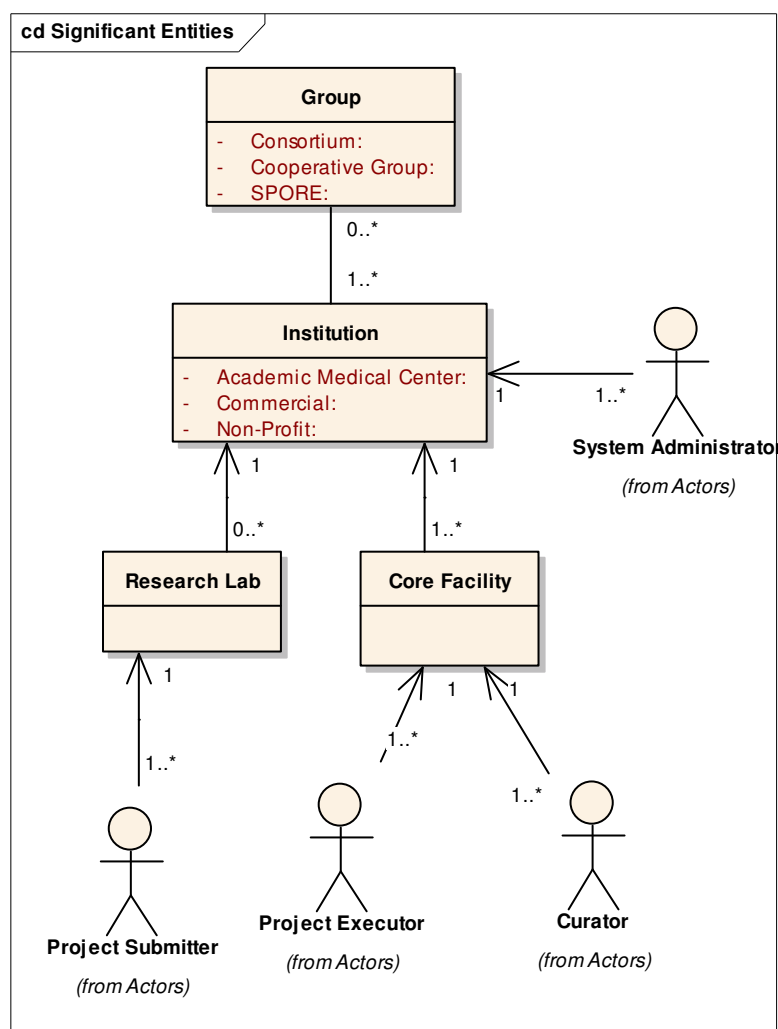 cd Significant Entities
Group
- Consortium:
- Cooperative Group:
- SPORE:
0..*
1..*
Institution
- Academic Medical Center:
- Commercial:
- Non-Profit:
1
1..*
System Administrator
(from Actors)
1
1
0..*
1..*
Research Lab
Core Facility
1
1
1
1..*
1..*
1..*
Project Submitter
(from Actors)
Project Executor
(from Actors)
Curator
(from Actors)